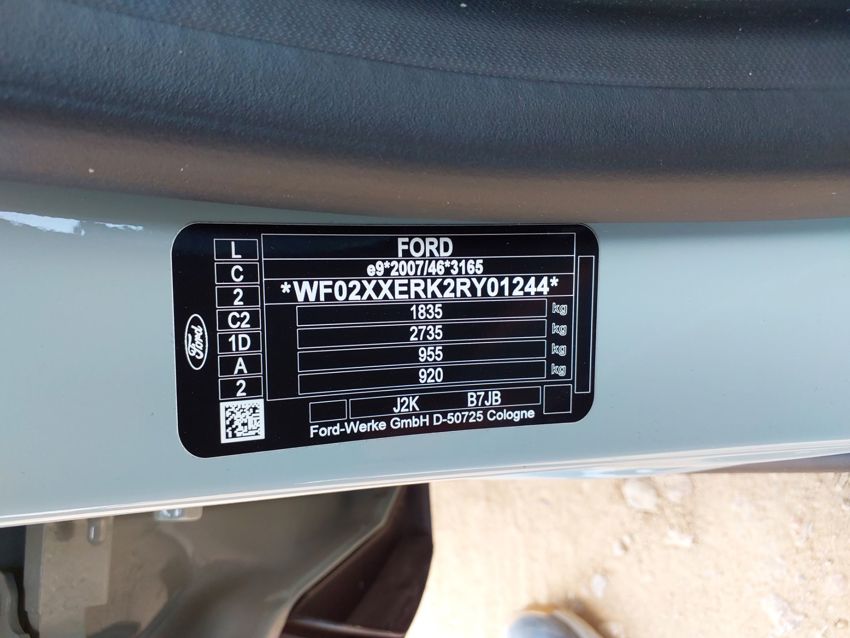 L
FORD
C
e9*2007/46*3165
2
*WF02XXERK2RY01244*
C2
1835 kg
1D
2735 kg
A
955 kg
2
920 kg
J2K B7JB
Ford-Werke GmbH D-50725 Cologne
Ford